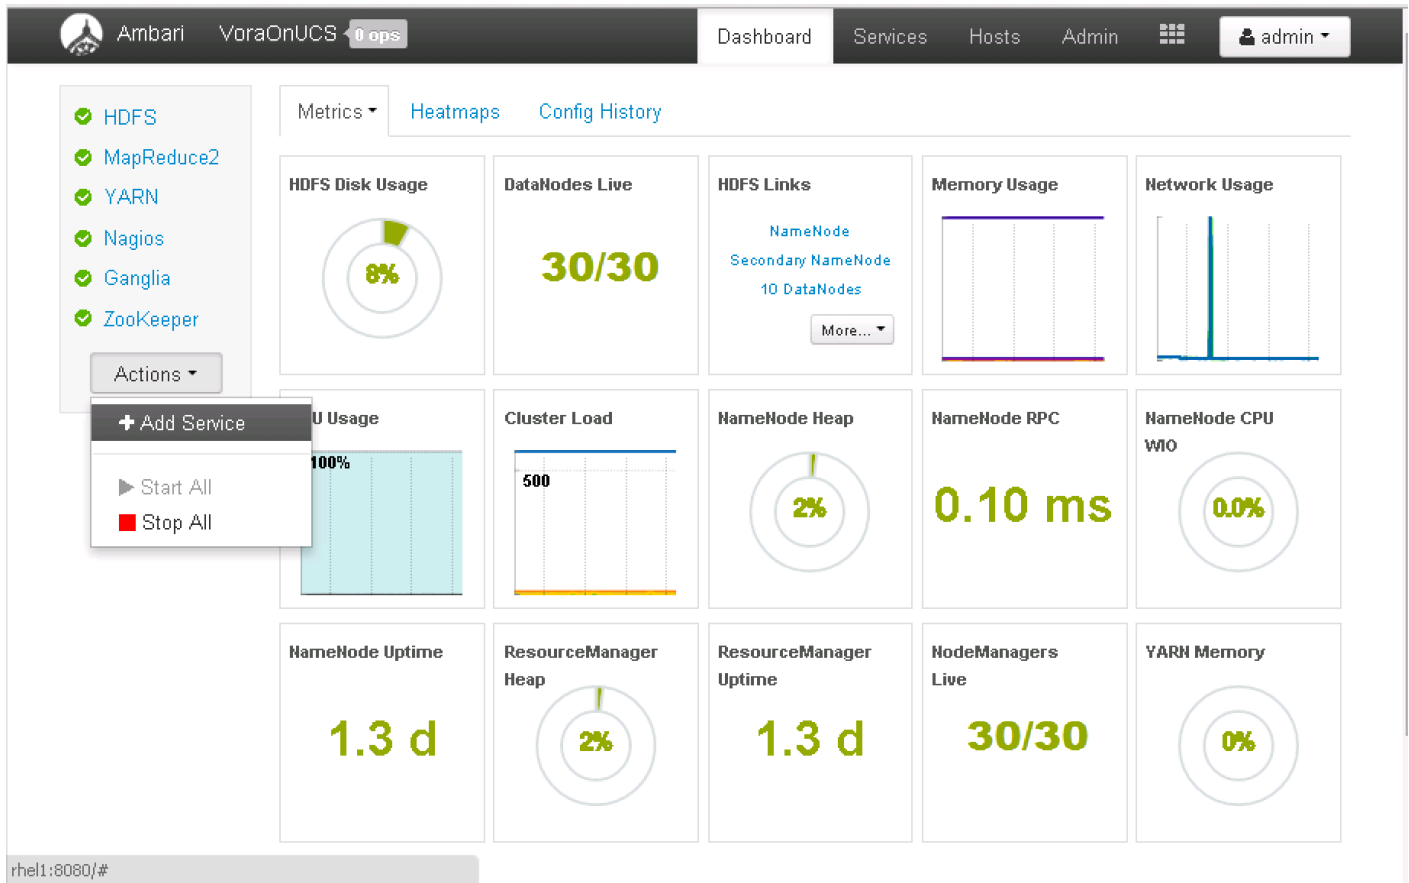 Ambari VoraOnUCS 0 ops Dashboard Services Hosts Admin admin
HDFS
MapReduce2
YARN
Nagios
Ganglia
ZooKeeper
Actions
Add Service
Start All
Stop All
Metrics Heatmaps Config History
HDFS Disk Usage
8%
DataNodes Live
30/30
HDFS Links
NameNode
Secondary NameNode
10 DataNodes
More...
Memory Usage
Network Usage
U Usage
100%
Cluster Load
500
NameNode Heap
2%
NameNode RPC
0.10 ms
NameNode CPU
WIO
0.0%
NameNode Uptime
1.3 d
ResourceManager
Heap
2%
ResourceManager
Uptime
1.3 d
NodeManagers
Live
30/30
YARN Memory
0%
rhel1:8080/#